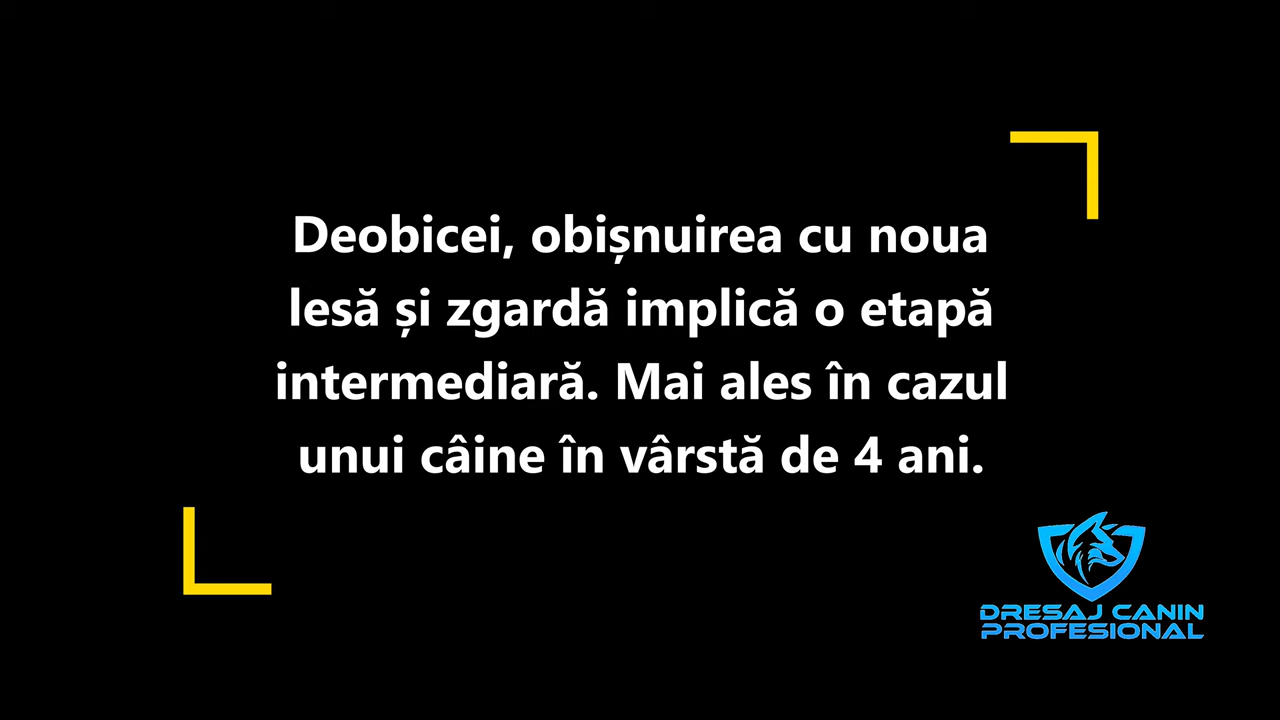 Deobicei, obișnuirea cu noua
lesă și zgardă implică o etapă
intermediară. Mai ales în cazul
unui câine în vârstă de 4 ani.
DRESAJ CANIN
PROFESIONAL